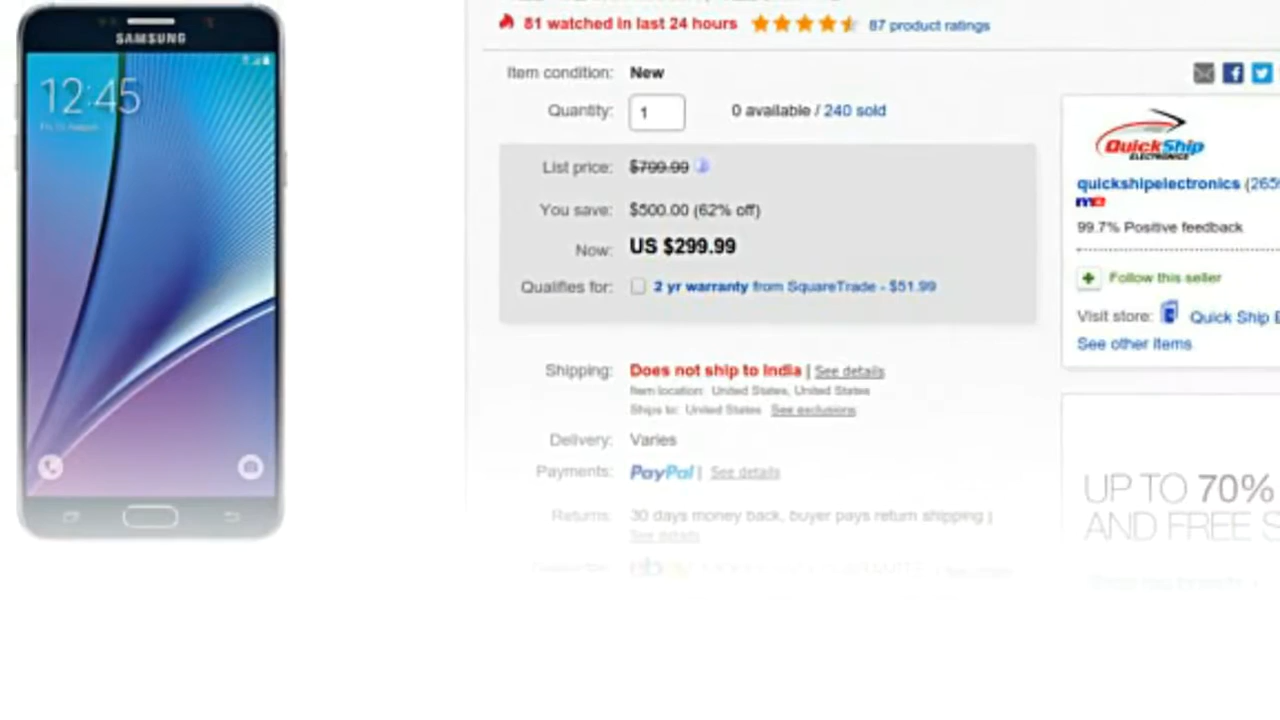 SAMSUNG
12:45
81 watched in last 24 hours 87 product ratings
Item condition: New
Quantity: 1 0 available / 240 sold
List price: $799.99
You save: $500.00 (62% off)
Now: US $299.99
Qualifies for: 2 yr warranty from SquareTrade - $51.99
Shipping: Does not ship to India | See details
Item location: United States, United States
Ships to: United States See exclusions
Delivery: Varies
Payments: PayPal | See details
Returns: 30 days money back, buyer pays return shipping |
See details
QuickShip
ELECTRONICS
quickshipelectronics (265
me
99.7% Positive feedback
Follow this seller
Visit store: Quick Ship E
See other items
UP TO 70%
AND FREE S